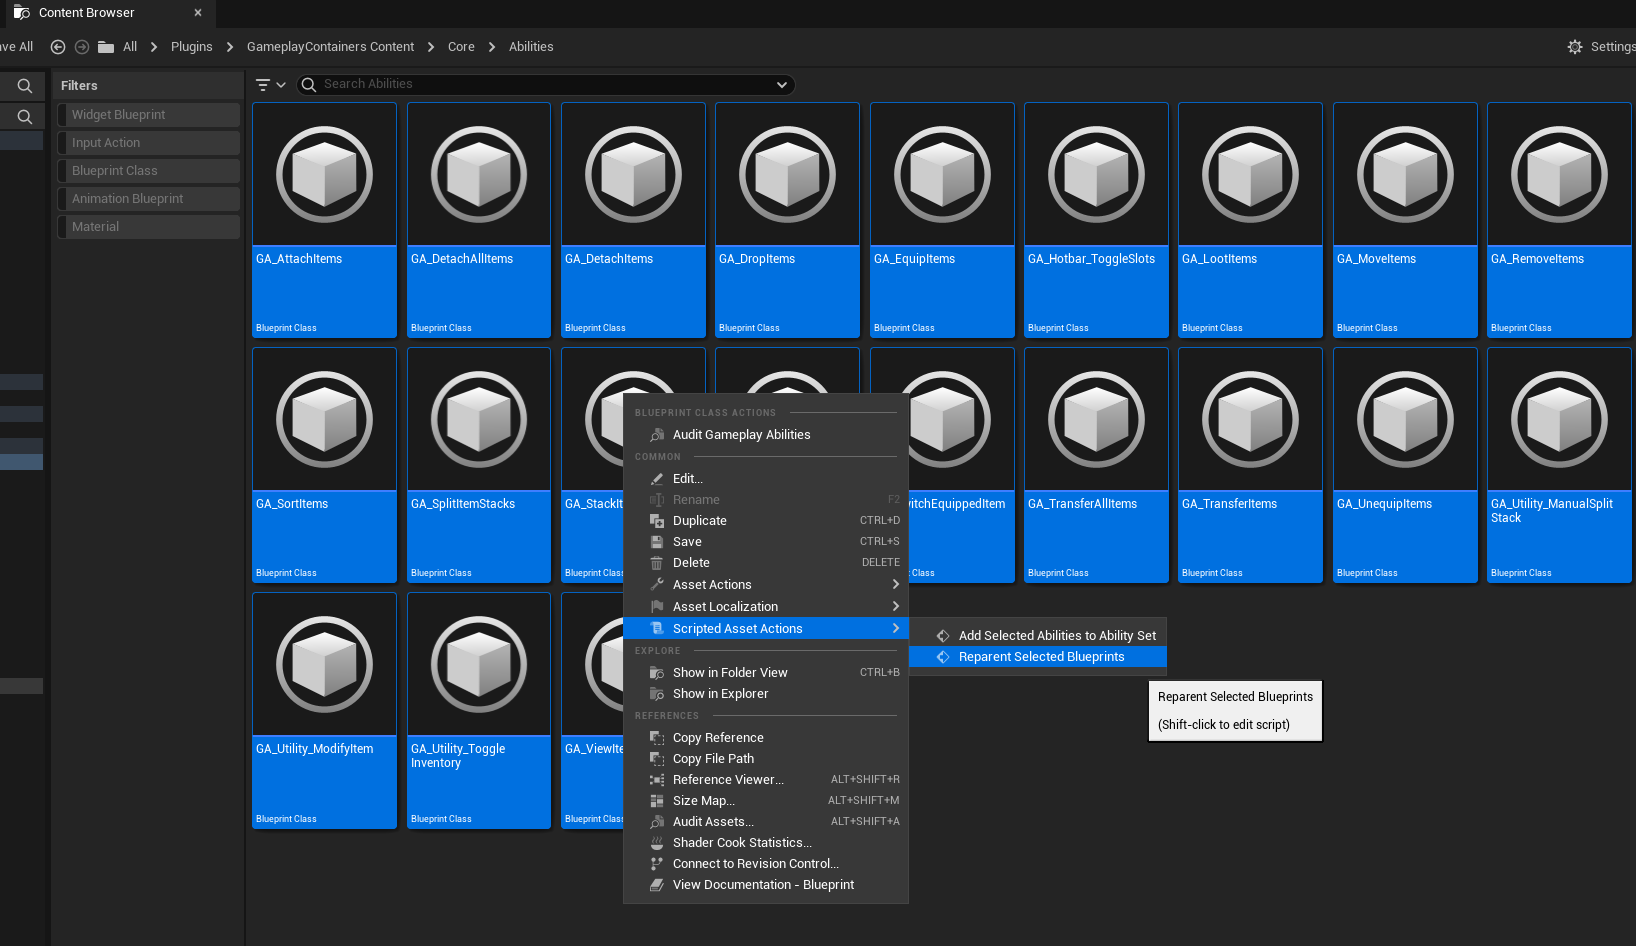 Content Browser
ve All
All
Plugins
GameplayContainers Content
Core
Abilities
Settings
Filters
Search Abilities
Widget Blueprint
Input Action
Blueprint Class
Animation Blueprint
Material
GA_AttachItems
GA_DetachAllItems
GA_DetachItems
GA_DropItems
GA_EquipItems
GA_Hotbar_ToggleSlots
GA_LootItems
GA_MoveItems
GA_RemoveItems
Blueprint Class
Blueprint Class
Blueprint Class
Blueprint Class
Blueprint Class
Blueprint Class
Blueprint Class
Blueprint Class
Blueprint Class
GA_SortItems
GA_SplitItemStacks
GA_StackIt
itchEquippedItem
GA_TransferAllItems
GA_TransferItems
GA_UnequipItems
GA_Utility_ManualSplit
Stack
Blueprint Class
Blueprint Class
Blueprint Class
Class
Blueprint Class
Blueprint Class
Blueprint Class
Blueprint Class
GA_Utility_ModifyItem
GA_Utility_Toggle
Inventory
GA_ViewIte
Blueprint Class
Blueprint Class
Blueprint Class
BLUEPRINT CLASS ACTIONS
Audit Gameplay Abilities
COMMON
Edit...
Rename F2
Duplicate CTRL+D
Save CTRL+S
Delete DELETE
Asset Actions
Asset Localization
Scripted Asset Actions
EXPLORE
Show in Folder View CTRL+B
Show in Explorer
REFERENCES
Copy Reference
Copy File Path
Reference Viewer... ALT+SHIFT+R
Size Map... ALT+SHIFT+M
Audit Assets... ALT+SHIFT+A
Shader Cook Statistics...
Connect to Revision Control...
View Documentation - Blueprint
Add Selected Abilities to Ability Set
Reparent Selected Blueprints
Reparent Selected Blueprints
(Shift-click to edit script)